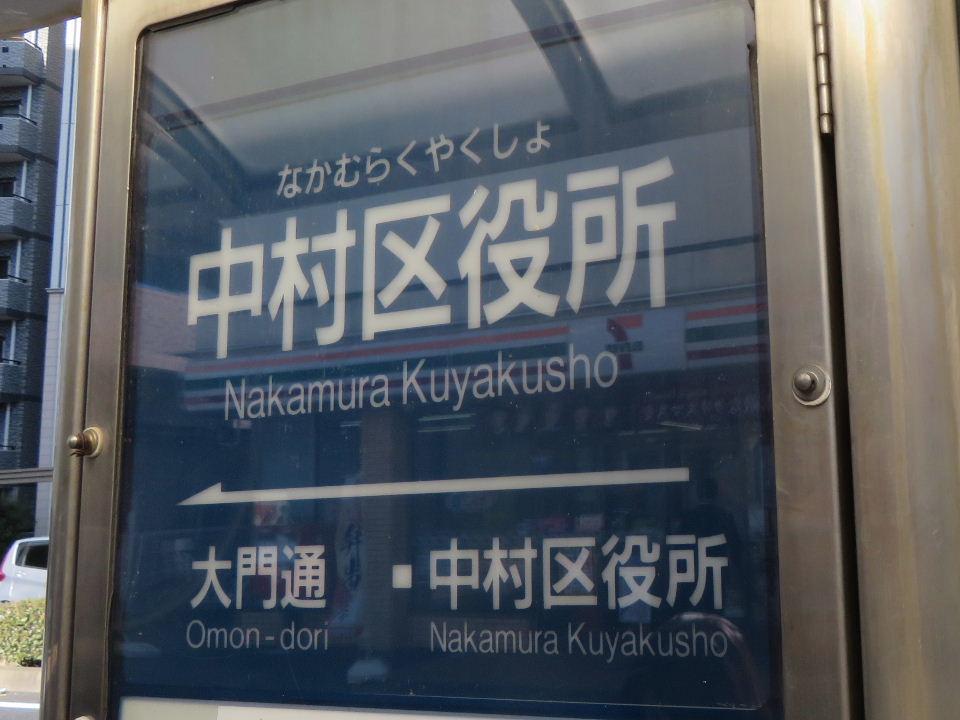 なかむらくやくしょ
中村区役所
Nakamura Kuyakusho
大門通 ■ 中村区役所
Omon-dori Nakamura Kuyakusho